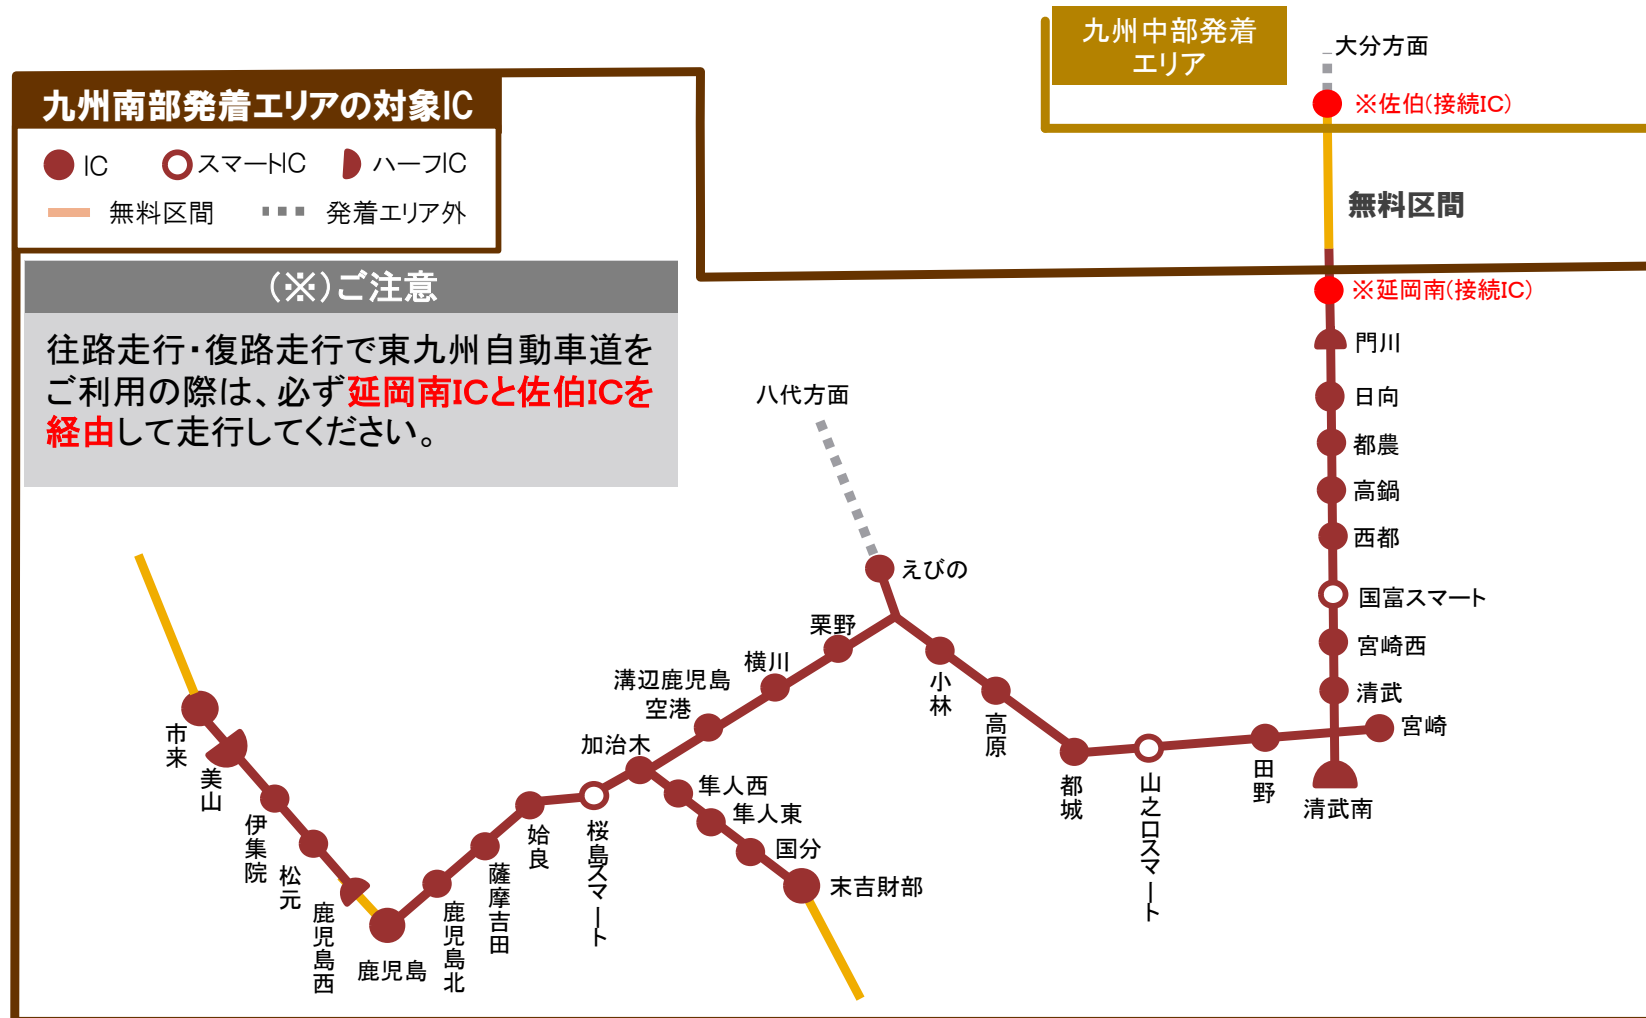 九州中部発着
エリア
大分方面
※佐伯(接続IC)
九州南部発着エリアの対象IC
IC
スマートIC
ハーフIC
無料区間
発着エリア外
無料区間
(※)ご注意
往路走行・復路走行で東九州自動車道を
ご利用の際は、必ず延岡南ICと佐伯ICを
経由して走行してください。
※延岡南(接続IC)
門川
日向
都農
高鍋
西都
国富スマート
宮崎西
清武
宮崎
清武南
八代方面
えびの
栗野
横川
溝辺鹿児島
空港
加治木
小林
高原
都城
山之口スマート
田野
隼人西
隼人東
国分
末吉財部
市来
美山
伊集院
松元
鹿児島西
鹿児島
鹿児島北
薩摩吉田
姶良
桜島スマート